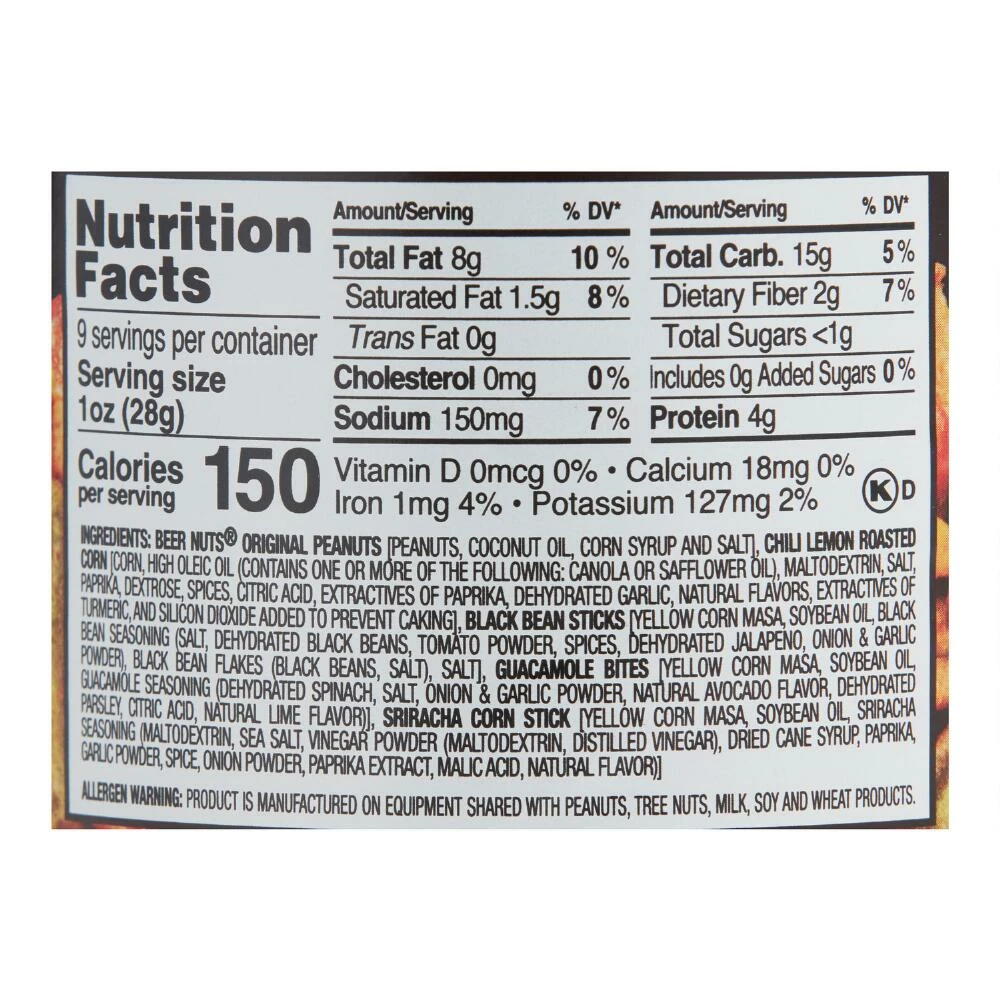 Nutrition
Facts
9 servings per container
Serving size
1oz (28g)
Calories
per serving
150
Amount/Serving % DV*
Total Fat 8g 10 %
Saturated Fat 1.5g 8%
Trans Fat 0g
Cholesterol 0mg 0%
Sodium 150mg 7%
Amount/Serving % DV*
Total Carb. 15g 5%
Dietary Fiber 2g 7%
Total Sugars <1g
Includes 0g Added Sugars 0%
Protein 4g
Vitamin D 0mcg 0% • Calcium 18mg 0%
Iron 1mg 4% • Potassium 127mg 2%
K D
INGREDIENTS: BEER NUTS® ORIGINAL PEANUTS [PEANUTS, COCONUT OIL, CORN SYRUP AND SALT], CHILI LEMON ROASTED
CORN [CORN, HIGH OLEIC OIL (CONTAINS ONE OR MORE OF THE FOLLOWING: CANOLA OR SAFFLOWER OIL), MALTODEXTRIN, SALT,
PAPRIKA, DEXTROSE, SPICES, CITRIC ACID, EXTRACTIVES OF PAPRIKA, DEHYDRATED GARLIC, NATURAL FLAVORS, EXTRACTIVES OF
TURMERIC, AND SILICON DIOXIDE ADDED TO PREVENT CAKING], BLACK BEAN STICKS [YELLOW CORN MASA, SOYBEAN OIL, BLACK
BEAN SEASONING (SALT, DEHYDRATED BLACK BEANS, TOMATO POWDER, SPICES, DEHYDRATED JALAPENO, ONION & GARLIC
POWDER), BLACK BEAN FLAKES (BLACK BEANS, SALT), SALT], GUACAMOLE BITES [YELLOW CORN MASA, SOYBEAN OIL,
GUACAMOLE SEASONING (DEHYDRATED SPINACH, SALT, ONION & GARLIC POWDER, NATURAL AVOCADO FLAVOR, DEHYDRATED
PARSLEY, CITRIC ACID, NATURAL LIME FLAVOR)], SRIRACHA CORN STICK [YELLOW CORN MASA, SOYBEAN OIL, SRIRACHA
SEASONING (MALTODEXTRIN, SEA SALT, VINEGAR POWDER (MALTODEXTRIN, DISTILLED VINEGAR), DRIED CANE SYRUP, PAPRIKA,
GARLIC POWDER, SPICE, ONION POWDER, PAPRIKA EXTRACT, MALIC ACID, NATURAL FLAVOR)]
ALLERGEN WARNING: PRODUCT IS MANUFACTURED ON EQUIPMENT SHARED WITH PEANUTS, TREE NUTS, MILK, SOY AND WHEAT PRODUCTS.